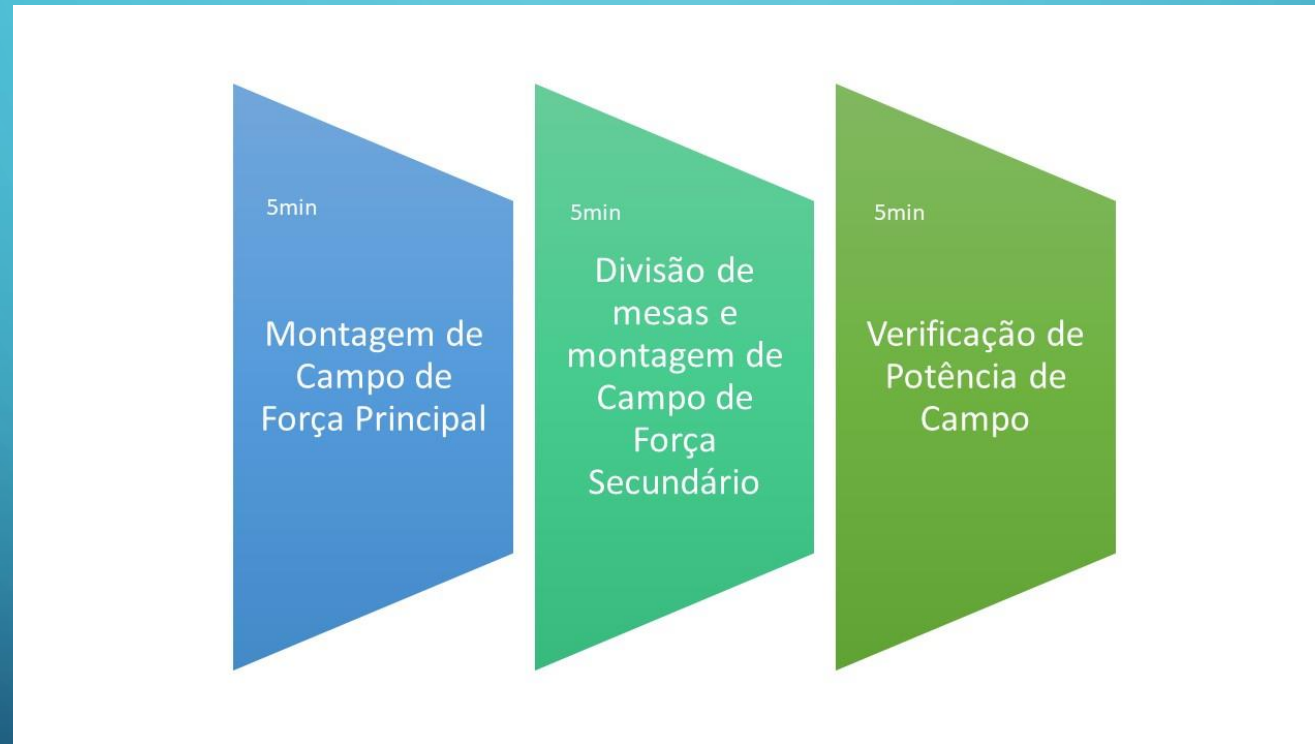 5min
Montagem de
Campo de
Força Principal
5min
Divisão de
mesas e
montagem de
Campo de
Força
Secundário
5min
Verificação de
Potência de
Campo